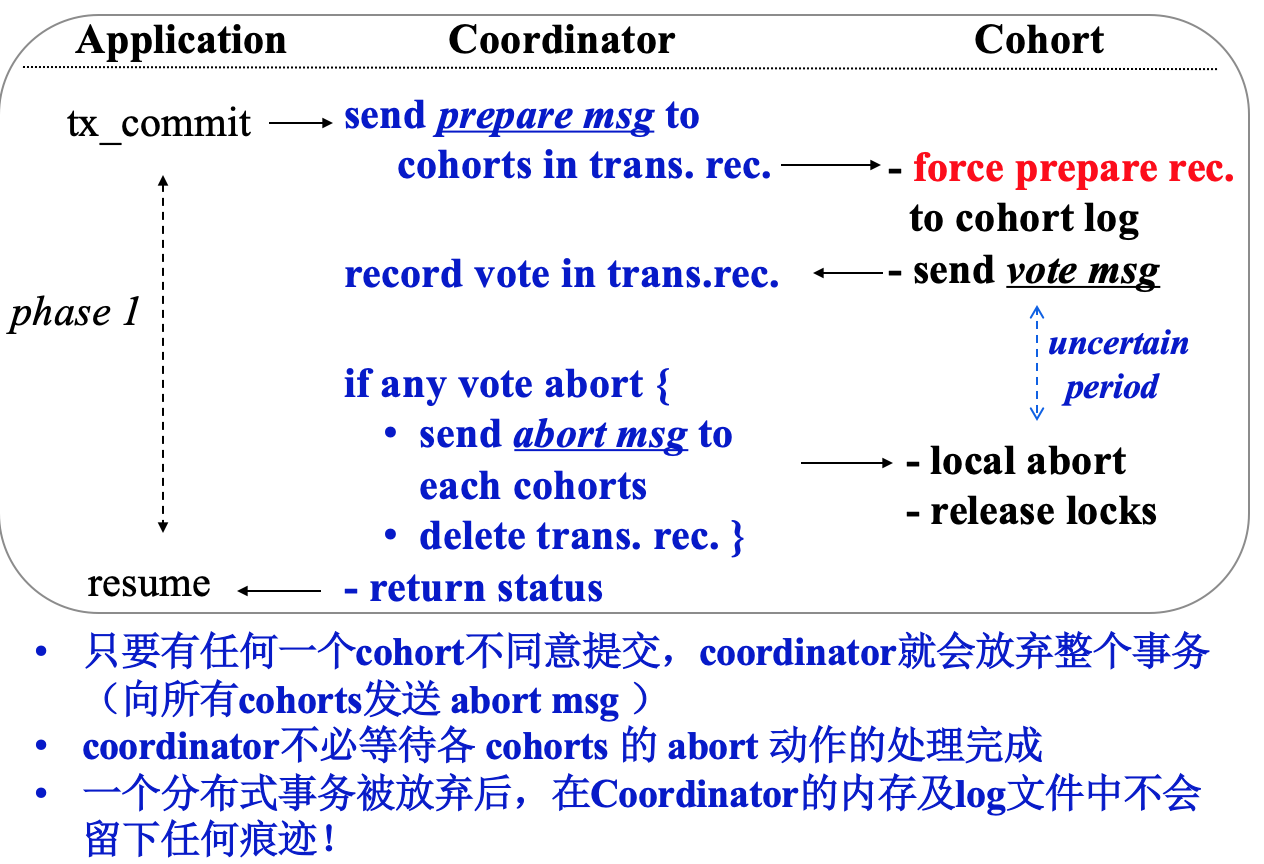 Application Coordinator Cohort
tx_commit send prepare msg to
cohorts in trans. rec. - force prepare rec.
to cohort log
record vote in trans.rec. - send vote msg
phase 1
uncertain
period
if any vote abort {
• send abort msg to
each cohorts
- local abort
- release locks
• delete trans. rec. }
resume - return status
• 只要有任何一个cohort不同意提交，coordinator就会放弃整个事务
（向所有cohorts发送 abort msg ）
• coordinator不必等待各 cohorts 的 abort 动作的处理完成
• 一个分布式事务被放弃后，在Coordinator的内存及log文件中不会
留下任何痕迹！